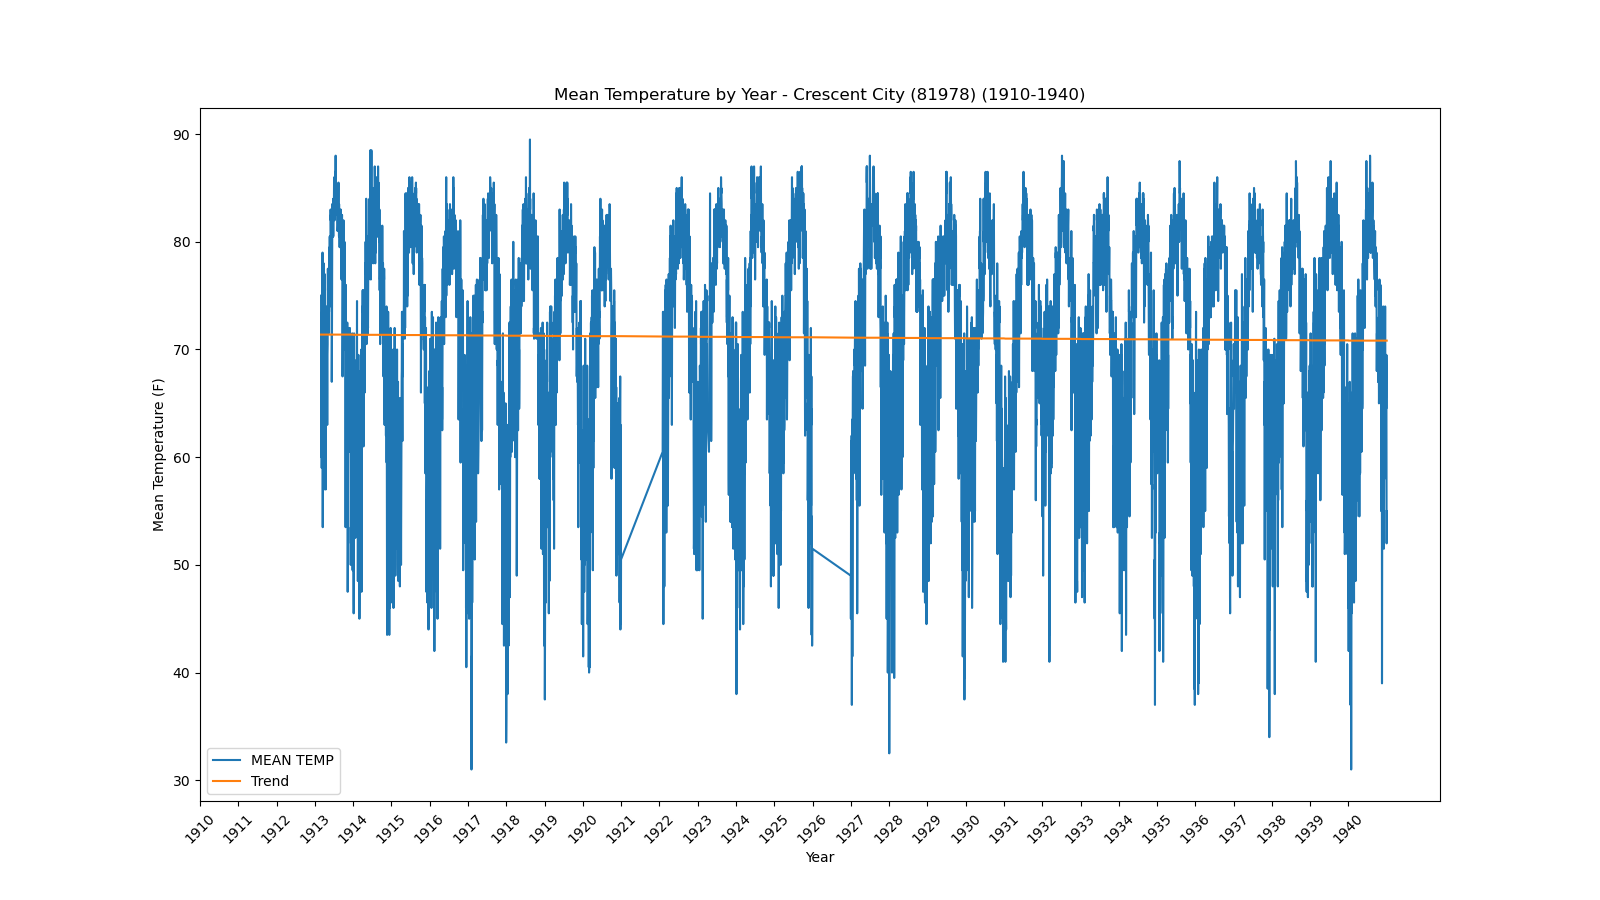 Mean Temperature by Year - Crescent City (81978) (1910-1940)
90
80
70
60
50
40
30
Mean Temperature (F)
MEAN TEMP
Trend
1910 1911 1912 1913 1914 1915 1916 1917 1918 1919 1920 1921 1922 1923 1924 1925 1926 1927 1928 1929 1930 1931 1932 1933 1934 1935 1936 1937 1938 1939 1940
Year